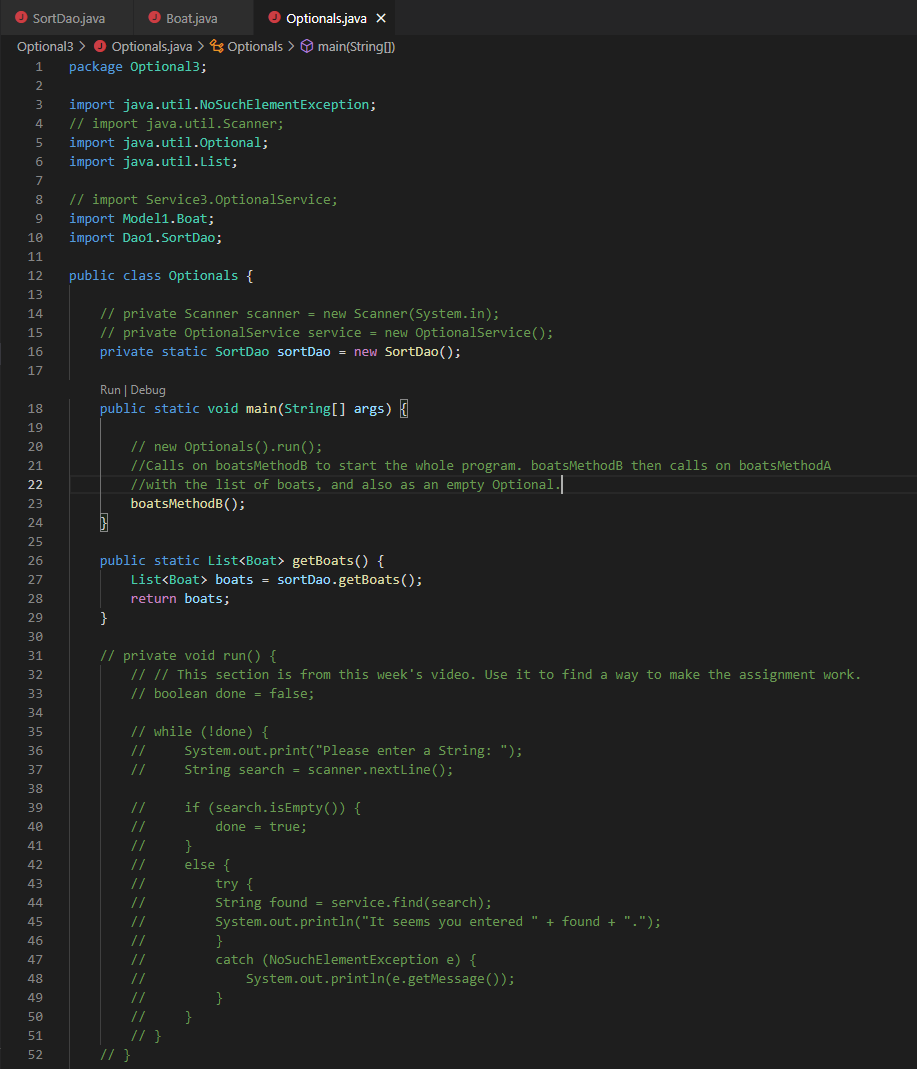 SortDao.java Boat.java Optionals.java
Optional3 > Optionals.java > Optionals > main(String[])
1 package Optional3;
2
3 import java.util.NoSuchElementException;
4 // import java.util.Scanner;
5 import java.util.Optional;
6 import java.util.List;
7
8 // import Service3.OptionalService;
9 import Model1.Boat;
10 import Dao1.SortDao;
11
12 public class Optionals {
13
14 // private Scanner scanner = new Scanner(System.in);
15 // private OptionalService service = new OptionalService();
16 private static SortDao sortDao = new SortDao();
17
Run | Debug
18 public static void main(String[] args) {
19
20 // new Optionals().run();
21 //Calls on boatsMethodB to start the whole program. boatsMethodB then calls on boatsMethodA
22 //with the list of boats, and also as an empty Optional.
23 boatsMethodB();
24 }
25
26 public static List<Boat> getBoats() {
27 List<Boat> boats = sortDao.getBoats();
28 return boats;
29 }
30
31 // private void run() {
32 // // This section is from this week's video. Use it to find a way to make the assignment work.
33 // boolean done = false;
34
35 // while (!done) {
36 // System.out.print("Please enter a String: ");
37 // String search = scanner.nextLine();
38
39 // if (search.isEmpty()) {
40 // done = true;
41 // }
42 // else {
43 // try {
44 // String found = service.find(search);
45 // System.out.println("It seems you entered " + found + ".");
46 // }
47 // catch (NoSuchElementException e) {
48 // System.out.println(e.getMessage());
49 // }
50 // }
51 // }
52 // }